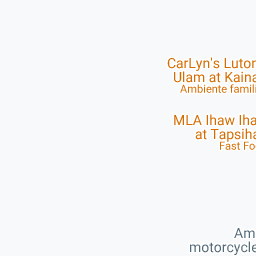 CarLyn's Luton
Ulam at Kaina
Ambiente famili
MLA Ihaw Iha
at Tapsiha
Fast Fo
Am
motorcycle